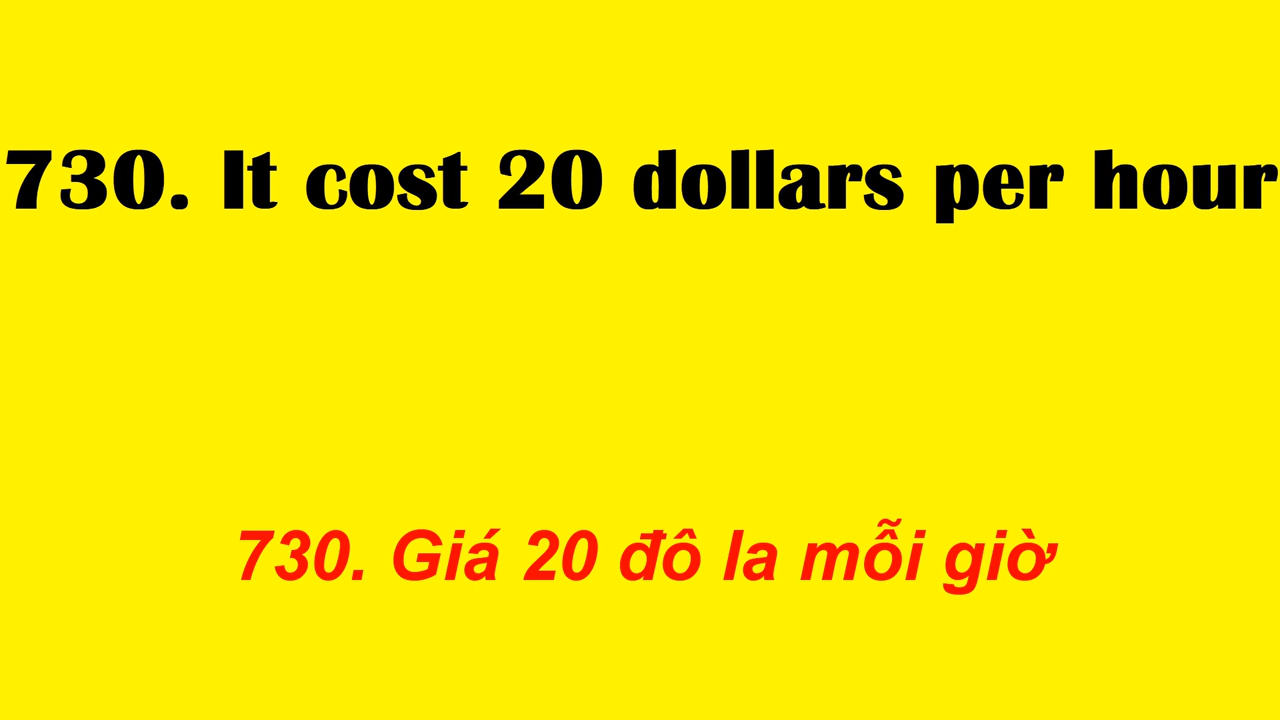 730. It cost 20 dollars per hour
730. Giá 20 đô la mỗi giờ